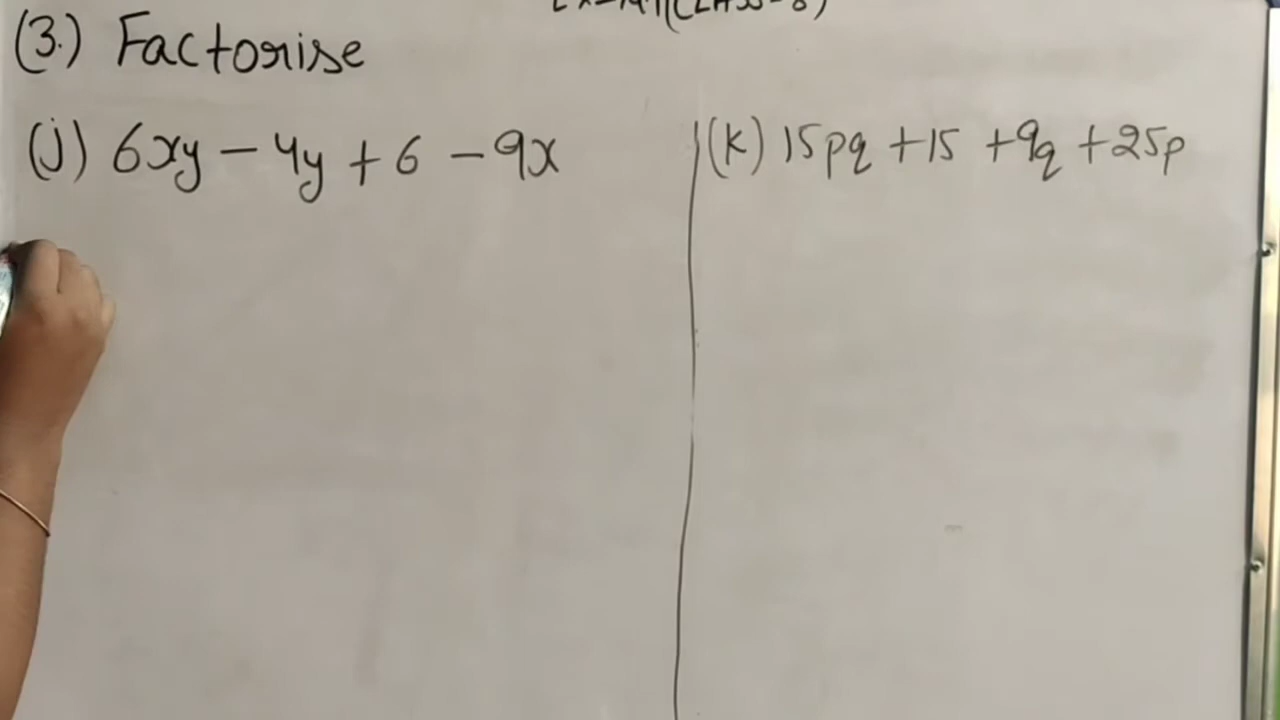 (3.) Factorise
(j) 6xy - 4y + 6 - 9x
(k) 15pq + 15 + 9q + 25p